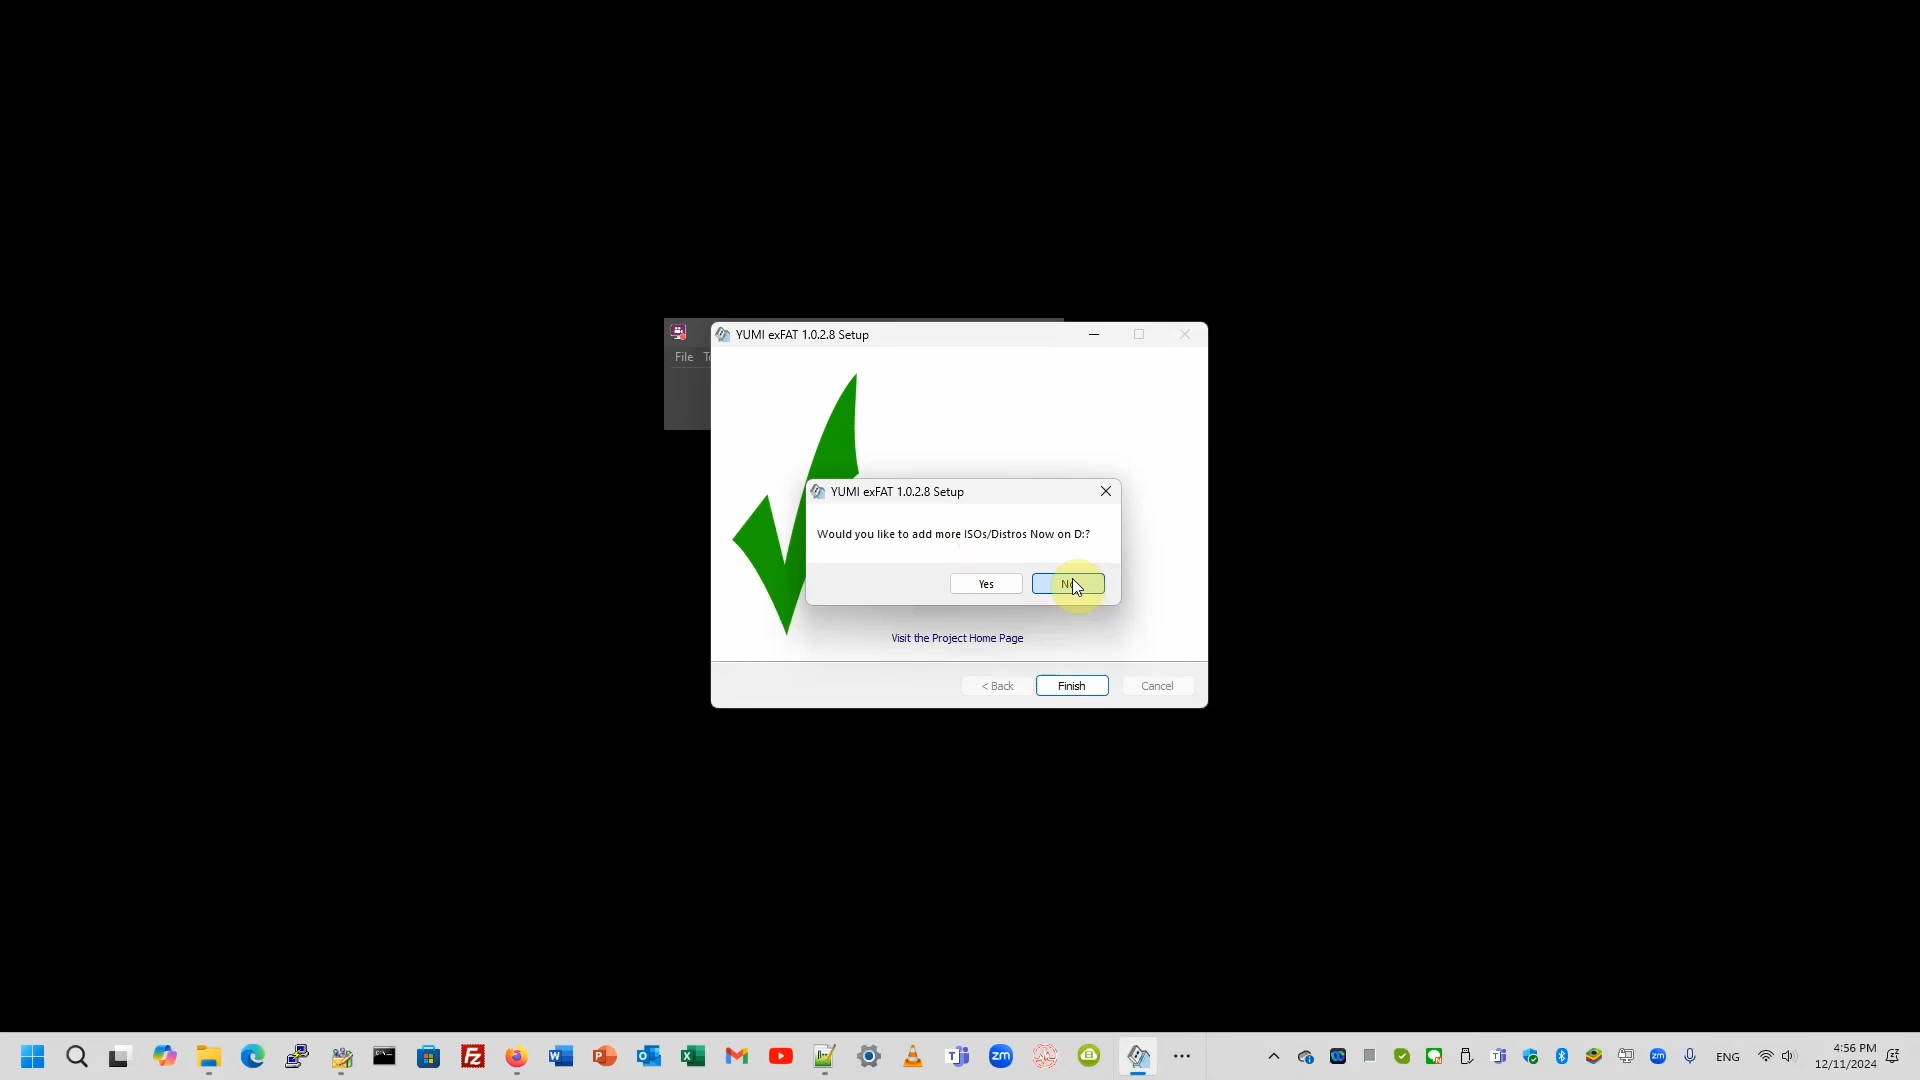 YUMI exFAT 1.0.2.8 Setup
File
YUMI exFAT 1.0.2.8 Setup
Would you like to add more ISOs/Distros Now on D:?
Yes
Visit the Project Home Page
< Back
Finish
Cancel
ENG
4:56 PM
12/11/2024